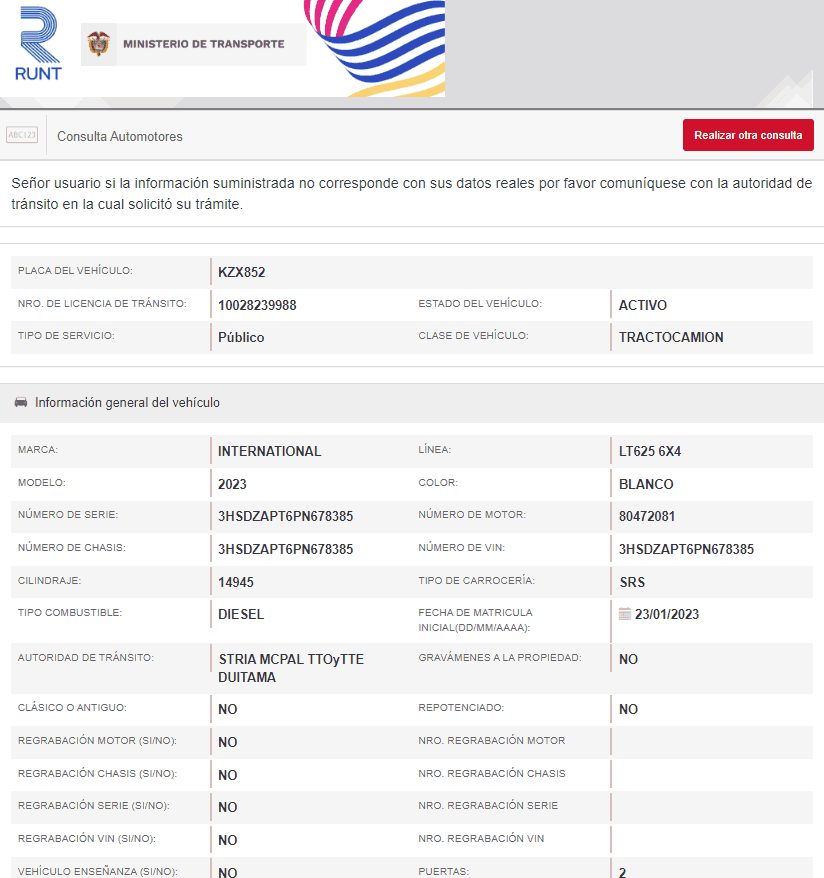 RUNT
MINISTERIO DE TRANSPORTE
ABC123
Consulta Automotores
Realizar otra consulta
Señor usuario si la información suministrada no corresponde con sus datos reales por favor comuníquese con la autoridad de
tránsito en la cual solicitó su trámite.
PLACA DEL VEHÍCULO: KZX852
NRO. DE LICENCIA DE TRÁNSITO: 10028239988 ESTADO DEL VEHÍCULO: ACTIVO
TIPO DE SERVICIO: Público CLASE DE VEHÍCULO: TRACTOCAMION
Información general del vehículo
MARCA: INTERNATIONAL LÍNEA: LT625 6X4
MODELO: 2023 COLOR: BLANCO
NÚMERO DE SERIE: 3HSDZAPT6PN678385 NÚMERO DE MOTOR: 80472081
NÚMERO DE CHASIS: 3HSDZAPT6PN678385 NÚMERO DE VIN: 3HSDZAPT6PN678385
CILINDRAJE: 14945 TIPO DE CARROCERÍA: SRS
TIPO COMBUSTIBLE: DIESEL FECHA DE MATRICULA
INICIAL(DD/MM/AAAA): 23/01/2023
AUTORIDAD DE TRÁNSITO: STRIA MCPAL TTOyTTE
DUITAMA
GRAVÁMENES A LA PROPIEDAD: NO
CLÁSICO O ANTIGUO: NO REPOTENCIADO: NO
REGRABACIÓN MOTOR (SI/NO): NO NRO. REGRABACIÓN MOTOR
REGRABACIÓN CHASIS (SI/NO): NO NRO. REGRABACIÓN CHASIS
REGRABACIÓN SERIE (SI/NO): NO NRO. REGRABACIÓN SERIE
REGRABACIÓN VIN (SI/NO): NO NRO. REGRABACIÓN VIN
VEHÍCULO ENSEÑANZA (SI/NO): NO PUERTAS: 2